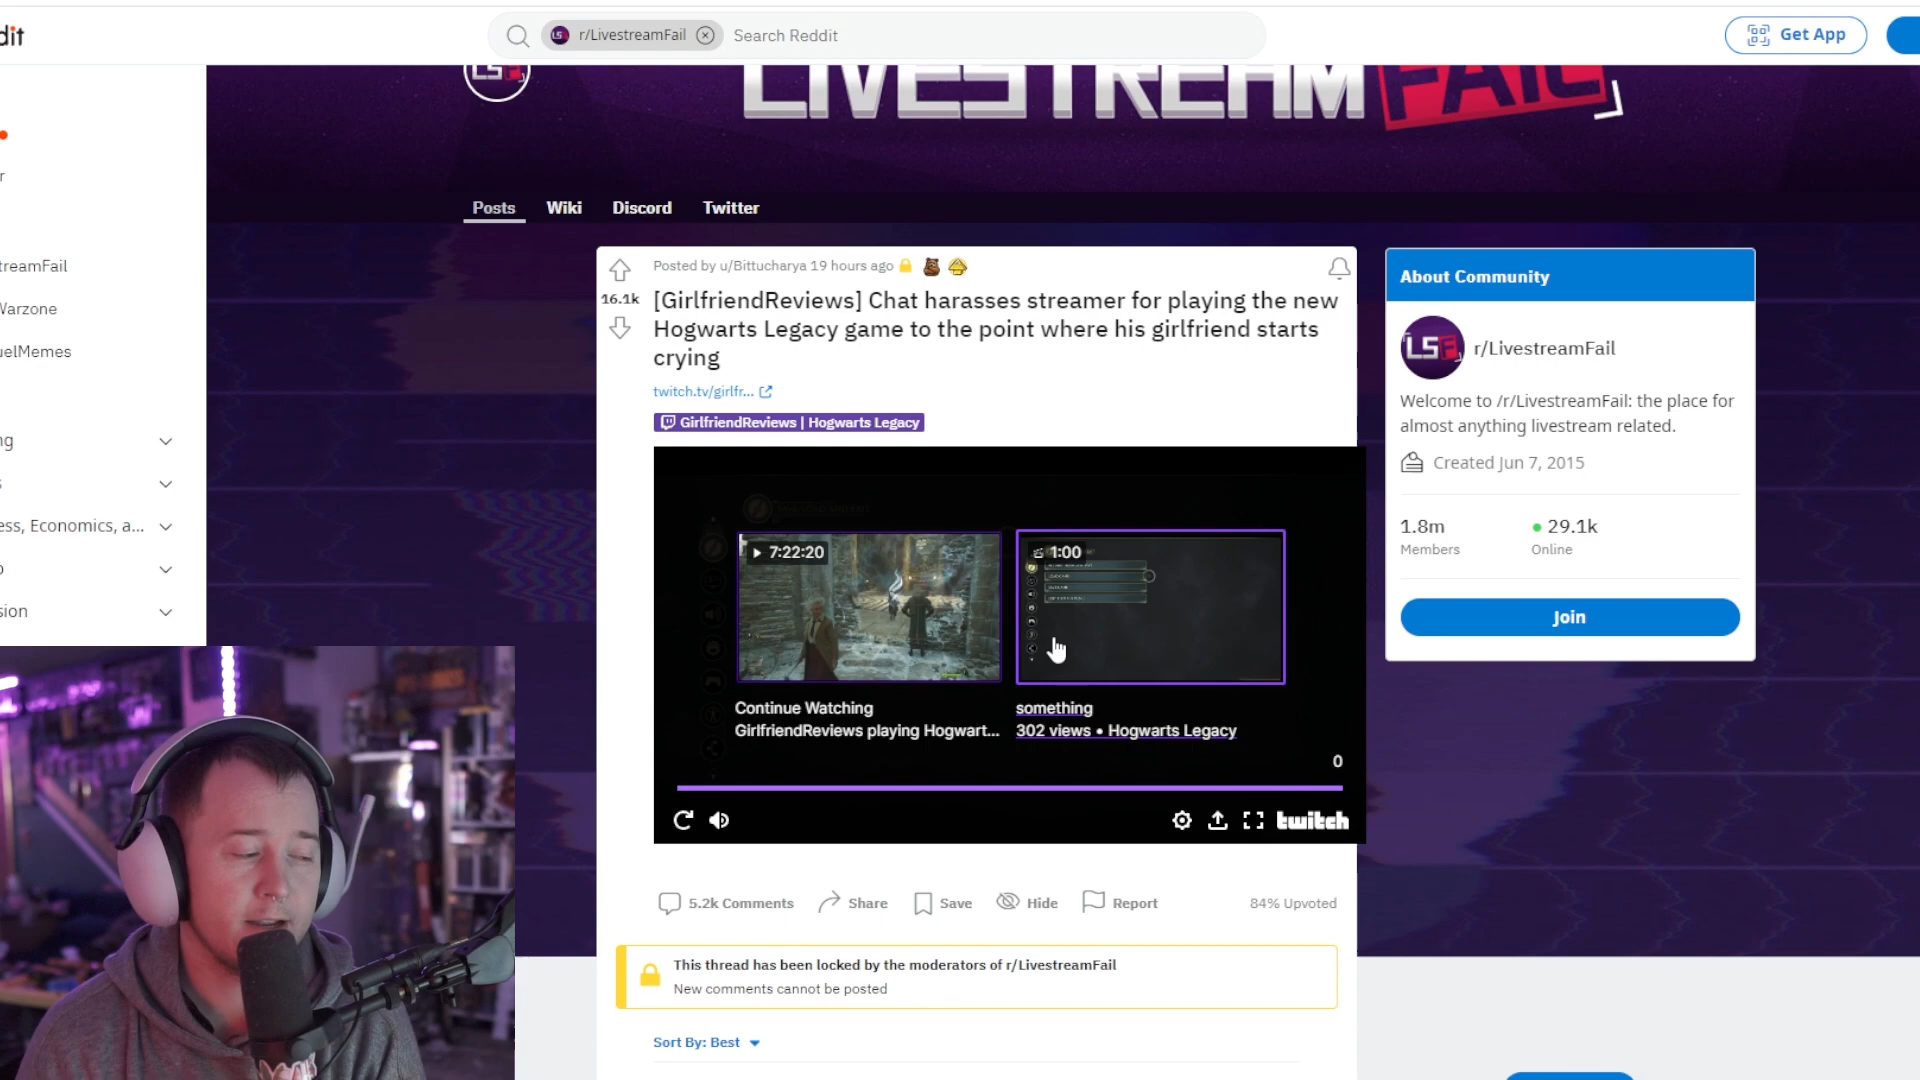 dit
r/LivestreamFail
Search Reddit
Get App
LSF
LIVESTREAM FAIL
r
Posts
Wiki
Discord
Twitter
treamFail
Warzone
uelMemes
ng
s
ess, Economics, a...
o
sion
Posted by u/Bittucharya 19 hours ago
16.1k
[GirlfriendReviews] Chat harasses streamer for playing the new
Hogwarts Legacy game to the point where his girlfriend starts
crying
twitch.tv/girlfr...
GirlfriendReviews | Hogwarts Legacy
7:22:20
1:00
Continue Watching
GirlfriendReviews playing Hogwart...
something
302 views • Hogwarts Legacy
0
twitch
5.2k Comments
Share
Save
Hide
Report
84% Upvoted
This thread has been locked by the moderators of r/LivestreamFail
New comments cannot be posted
Sort By: Best
About Community
LSF
r/LivestreamFail
Welcome to /r/LivestreamFail: the place for
almost anything livestream related.
Created Jun 7, 2015
1.8m
Members
29.1k
Online
Join